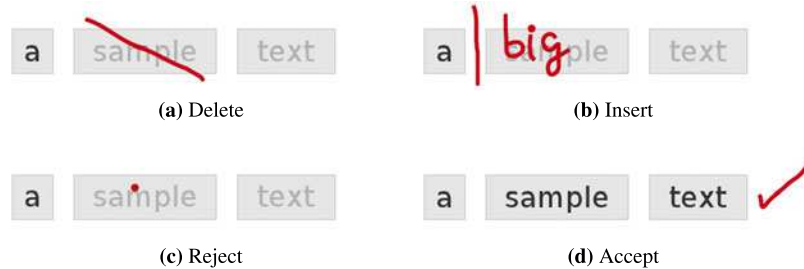 a sample text a big sample text
(a) Delete (b) Insert
a sample text a sample text
(c) Reject (d) Accept